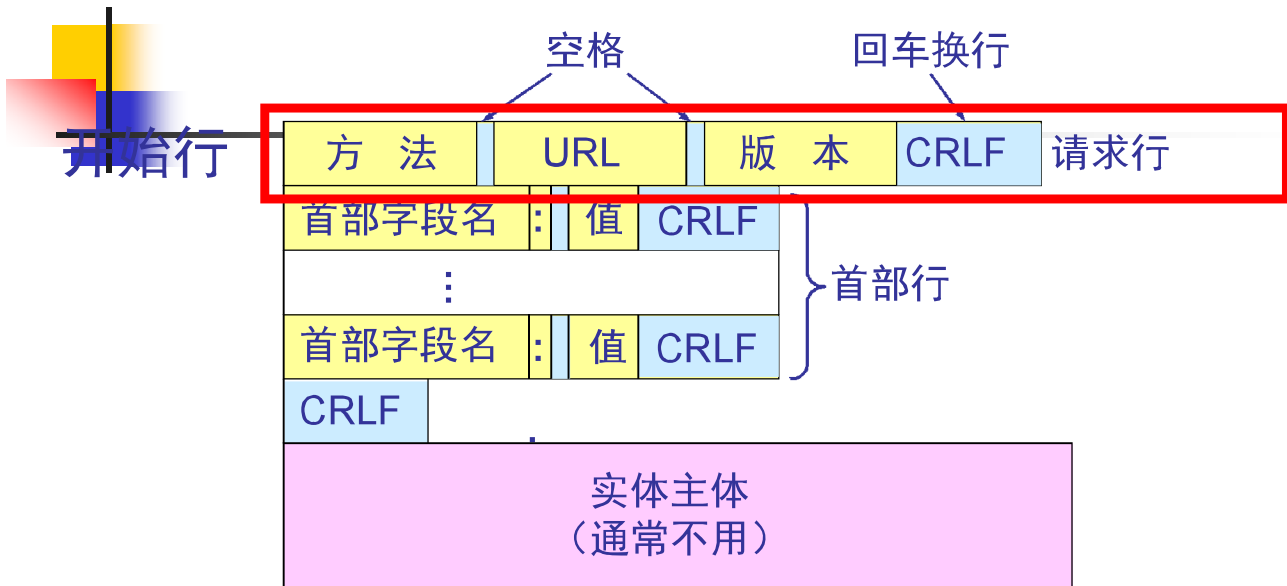 空格 回车换行
开始行 方 法 URL 版 本 CRLF 请求行
首部字段名 : 值 CRLF
⋮ 首部行
首部字段名 : 值 CRLF
CRLF
实体主体
（通常不用）